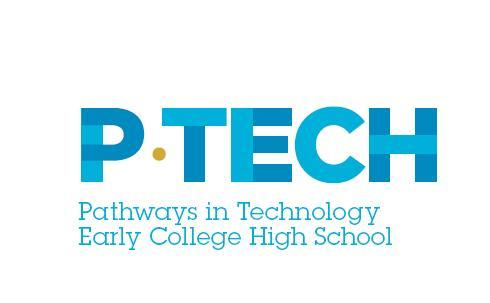 P·TECH
Pathways in Technology
Early College High School